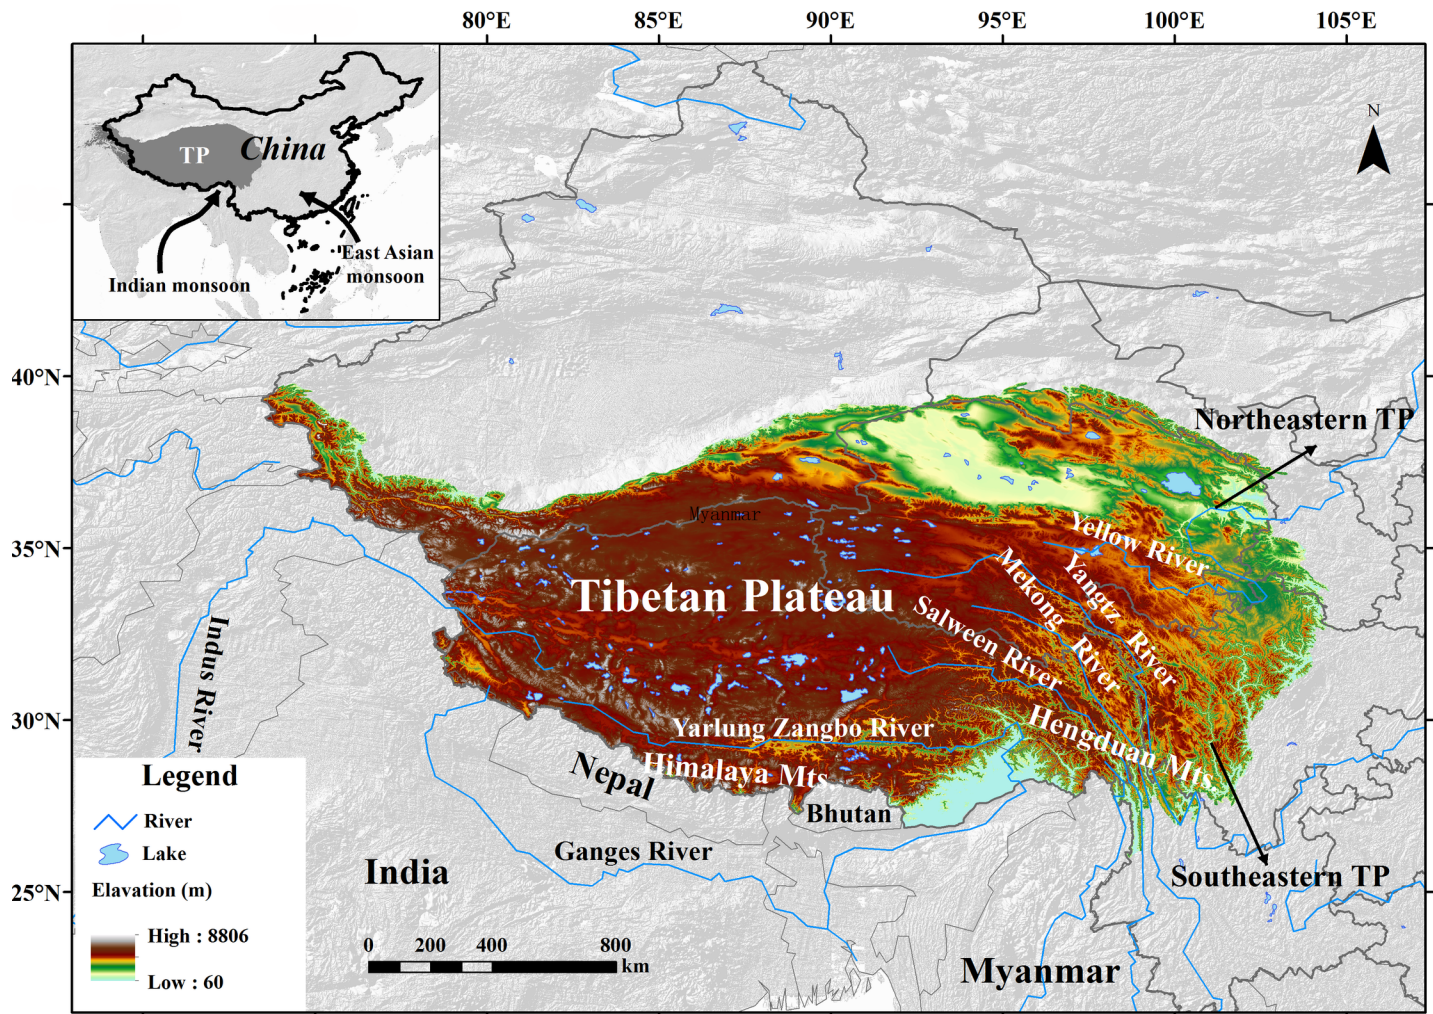 80°E 85°E 90°E 95°E 100°E 105°E
N
China
TP
East Asian
monsoon
Indian monsoon
40°N
35°N
30°N
25°N
Northeastern TP
Myanmar
Yellow River
Tibetan Plateau
Yangtz River
Mekong River
Salween River
Indus River
Yarlung Zangbo River
Hengduan Mts
Himalaya Mts
Nepal
Bhutan
Ganges River
India
Southeastern TP
Myanmar
Legend
River
Lake
Elavation (m)
High : 8806
Low : 60
0 200 400 800
km